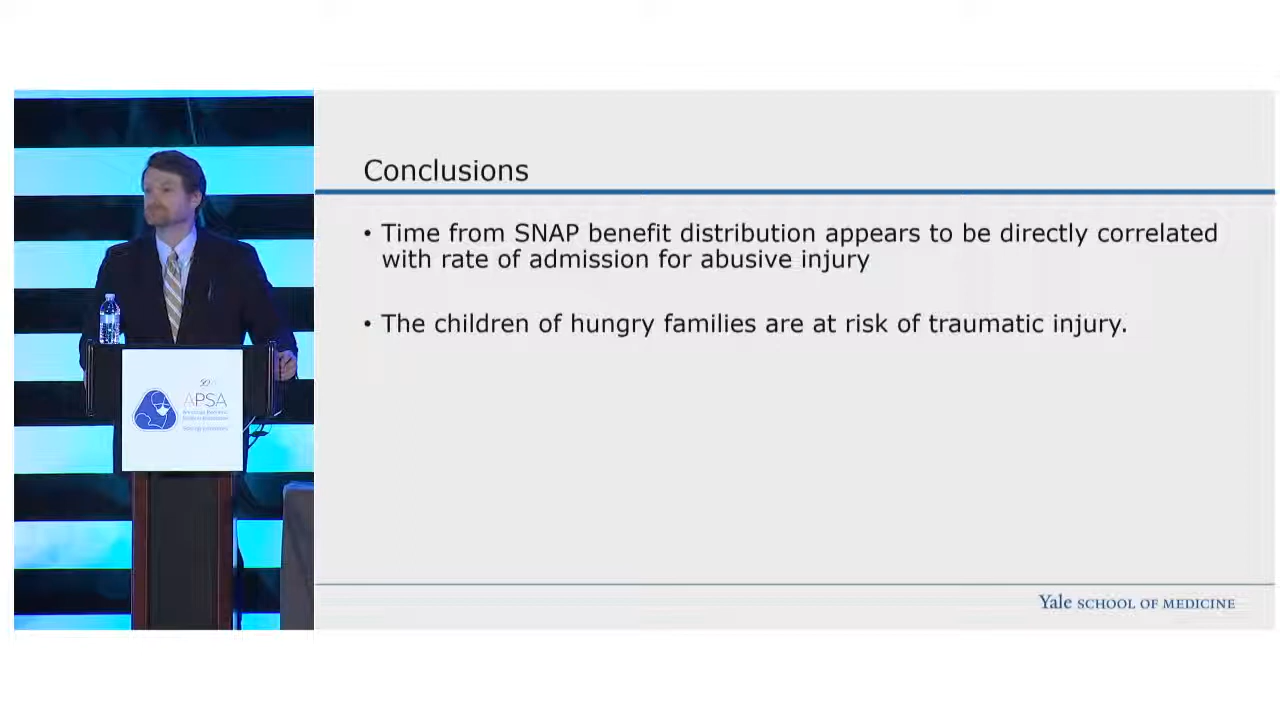 Conclusions
• Time from SNAP benefit distribution appears to be directly correlated
with rate of admission for abusive injury
• The children of hungry families are at risk of traumatic injury.
Yale SCHOOL OF MEDICINE
50
APSA